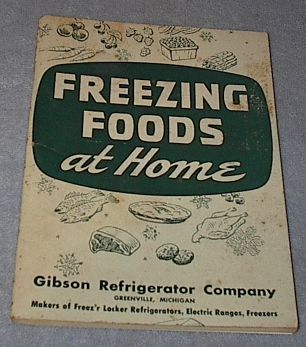 FREEZING
FOODS
at Home
Gibson Refrigerator Company
GREENVILLE, MICHIGAN
Makers of Freez'r Locker Refrigerators, Electric Ranges, Freezers